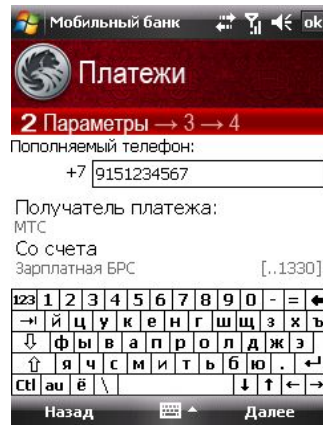 Мобильный банк ok
Платежи
2 Параметры → 3 → 4
Пополняемый телефон:
+7 9151234567
Получатель платежа:
МТС
Со счета
Зарплатная БРС [..1330]
123 1 2 3 4 5 6 7 8 9 0 - =
й ц у к е н г ш щ з х ъ
ф ы в а п р о л д ж э
я ч с м и т ь б ю .
Ctl au ё \ ↓ ↑ ← →
Назад Далее